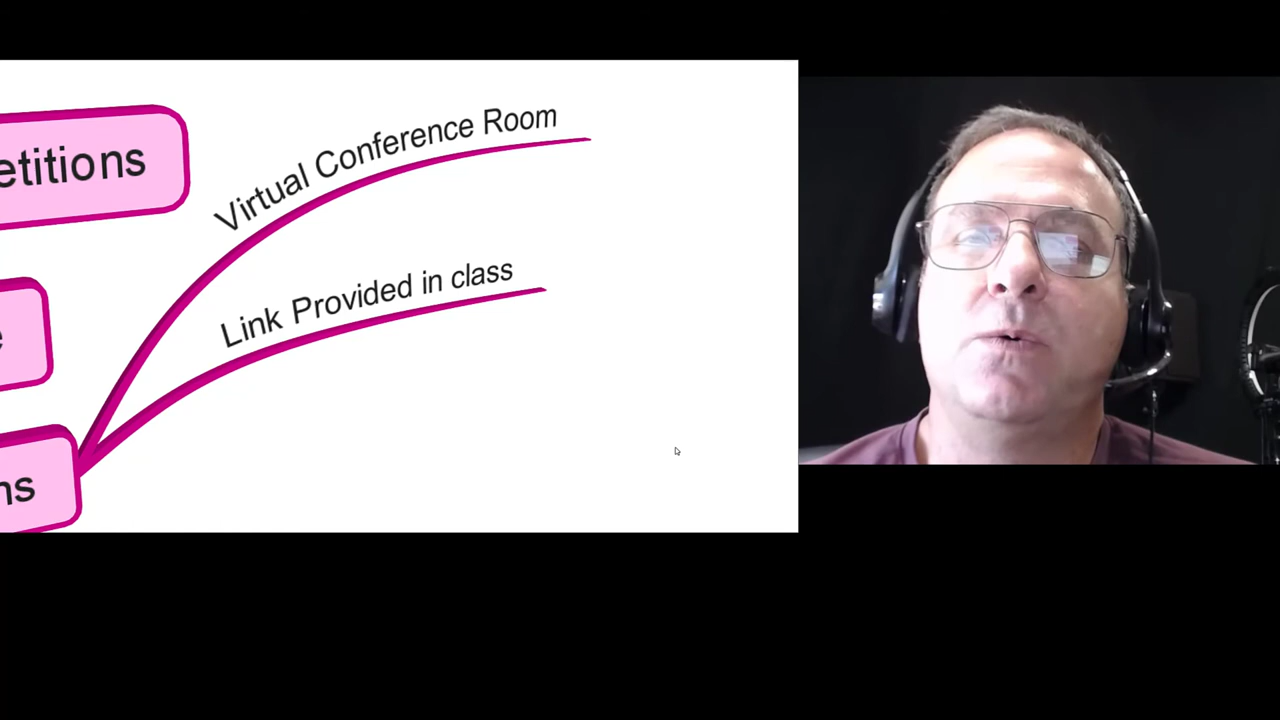 Virtual Conference Room
etitions
Link Provided in class
e
ns